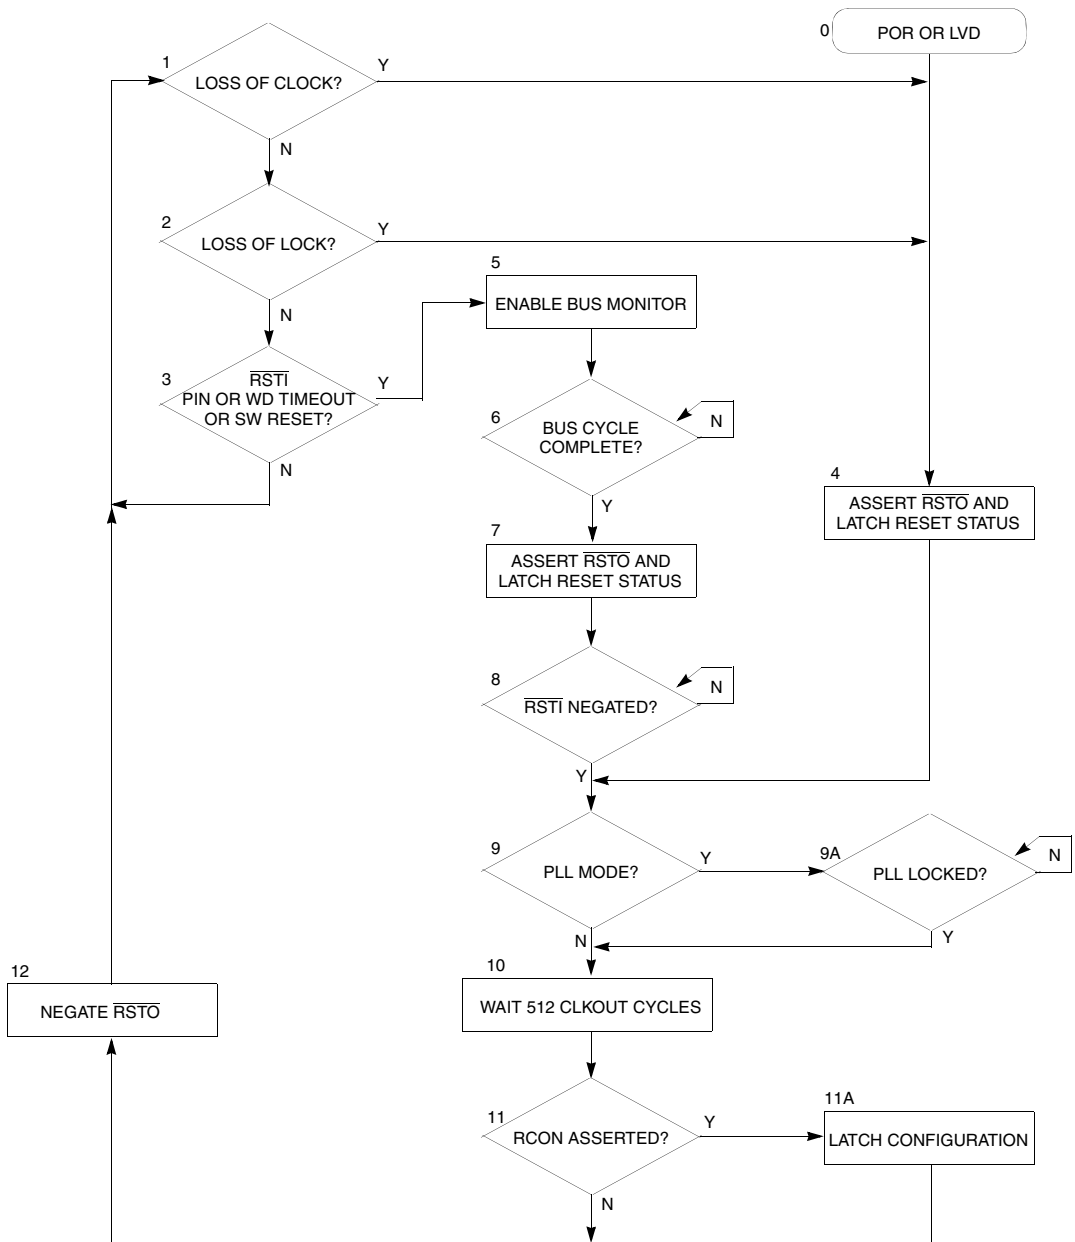 0
POR OR LVD
1
LOSS OF CLOCK?
Y
N
2
LOSS OF LOCK?
Y
N
3
RSTI
PIN OR WD TIMEOUT
OR SW RESET?
Y
N
5
ENABLE BUS MONITOR
6
BUS CYCLE
COMPLETE?
N
Y
4
ASSERT RSTO AND
LATCH RESET STATUS
7
ASSERT RSTO AND
LATCH RESET STATUS
8
RSTI NEGATED?
N
Y
9
PLL MODE?
Y
N
9A
PLL LOCKED?
N
Y
10
WAIT 512 CLKOUT CYCLES
12
NEGATE RSTO
11
RCON ASSERTED?
Y
N
11A
LATCH CONFIGURATION